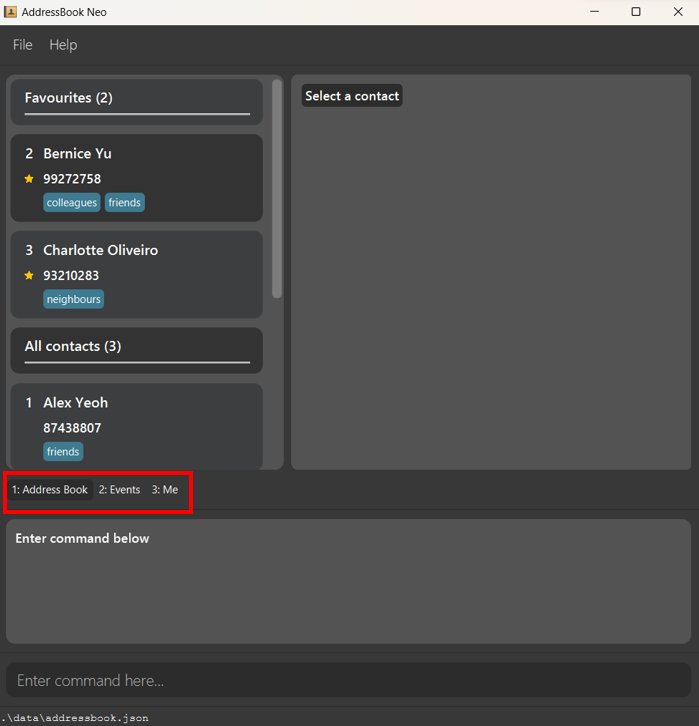 AddressBook Neo
File Help
Favourites (2)
2 Bernice Yu
99272758
colleagues friends
3 Charlotte Oliveiro
93210283
neighbours
All contacts (3)
1 Alex Yeoh
87438807
friends
Select a contact
1: Address Book 2: Events 3: Me
Enter command below
Enter command here...
.\data\addressbook.json